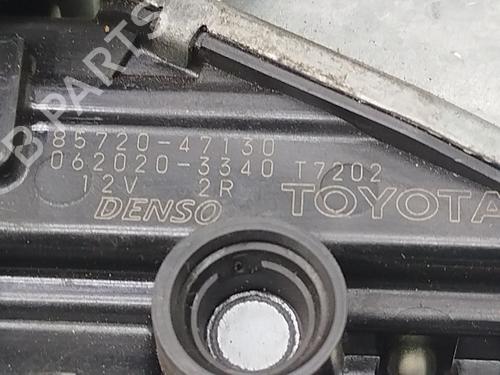 85720-47130
062020-3340 T7202
12V 2R
DENSO TOYOTA
B PARTS